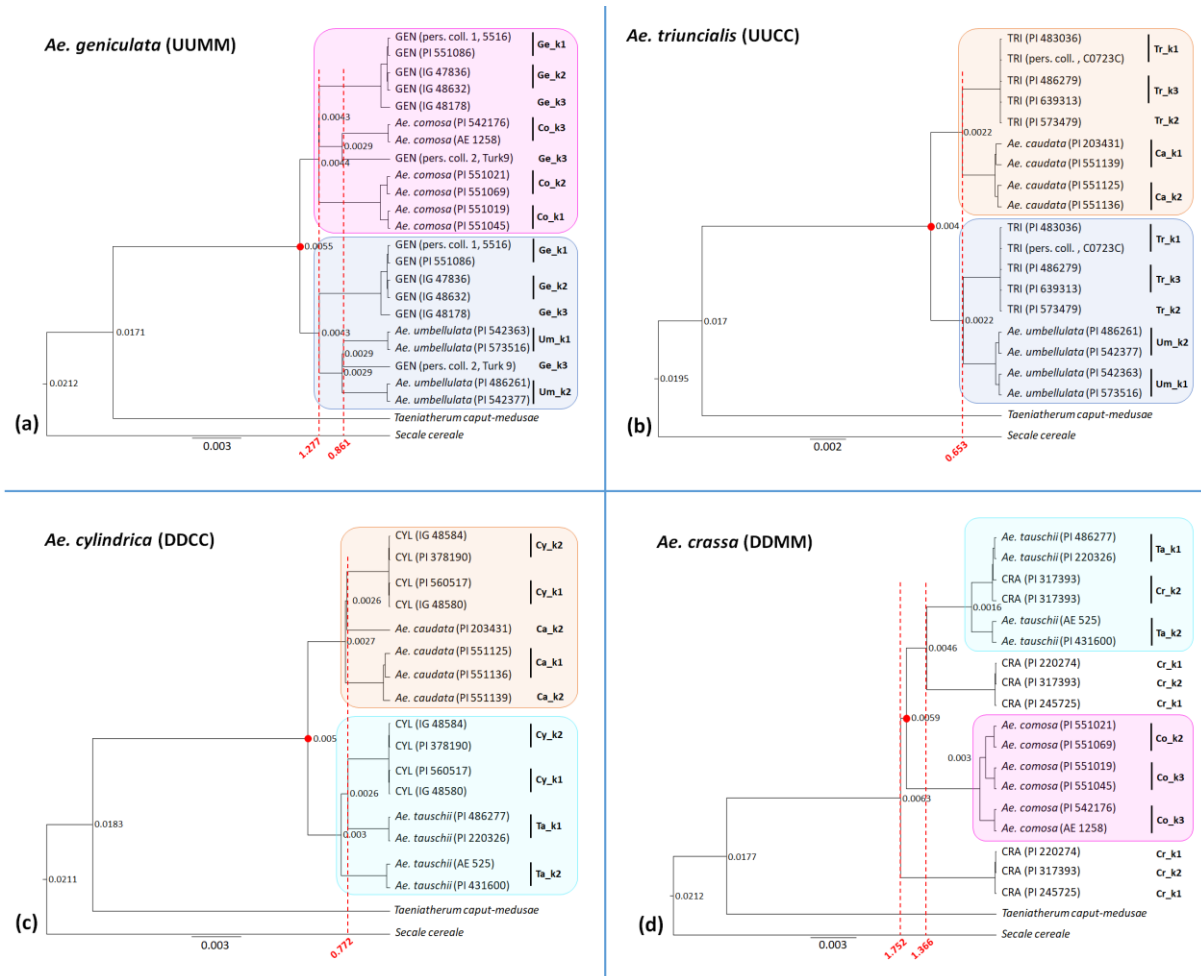 Ae. geniculata (UUMM)
GEN (pers. coll. 1, 5516)
Ge_k1
GEN (PI 551086)
GEN (IG 47836)
Ge_k2
GEN (IG 48632)
GEN (IG 48178)
Ge_k3
0.0043
Ae. comosa (PI 542176)
Co_k3
Ae. comosa (AE 1258)
0.0029
0.0044
GEN (pers. coll. 2, Turk9)
Ge_k3
Ae. comosa (PI 551021)
Co_k2
Ae. comosa (PI 551069)
Ae. comosa (PI 551019)
Co_k1
Ae. comosa (PI 551045)
0.0055
GEN (pers. coll. 1, 5516)
Ge_k1
GEN (PI 551086)
GEN (IG 47836)
Ge_k2
GEN (IG 48632)
GEN (IG 48178)
Ge_k3
0.0043
Ae. umbellulata (PI 542363)
Um_k1
Ae. umbellulata (PI 573516)
0.0029
GEN (pers. coll. 2, Turk 9)
Ge_k3
0.0029
Ae. umbellulata (PI 486261)
Um_k2
Ae. umbellulata (PI 542377)
0.0171
0.0212
Taeniatherum caput-medusae
Secale cereale
(a)
0.003
1.277
0.861
Ae. triuncialis (UUCC)
TRI (PI 483036)
Tr_k1
TRI (pers. coll. , C0723C)
TRI (PI 486279)
Tr_k3
TRI (PI 639313)
TRI (PI 573479)
Tr_k2
0.0022
Ae. caudata (PI 203431)
Ca_k1
Ae. caudata (PI 551139)
Ae. caudata (PI 551125)
Ca_k2
Ae. caudata (PI 551136)
0.004
TRI (PI 483036)
Tr_k1
TRI (pers. coll. , C0723C)
TRI (PI 486279)
Tr_k3
TRI (PI 639313)
TRI (PI 573479)
Tr_k2
0.0022
Ae. umbellulata (PI 486261)
Um_k2
Ae. umbellulata (PI 542377)
Ae. umbellulata (PI 542363)
Um_k1
Ae. umbellulata (PI 573516)
0.017
0.0195
Taeniatherum caput-medusae
Secale cereale
(b)
0.002
0.653
Ae. cylindrica (DDCC)
CYL (IG 48584)
Cy_k2
CYL (PI 378190)
CYL (PI 560517)
Cy_k1
CYL (IG 48580)
0.0026
Ae. caudata (PI 203431)
Ca_k2
0.0027
Ae. caudata (PI 551125)
Ca_k1
Ae. caudata (PI 551136)
Ae. caudata (PI 551139)
Ca_k2
0.005
CYL (IG 48584)
Cy_k2
CYL (PI 378190)
CYL (PI 560517)
Cy_k1
CYL (IG 48580)
0.0026
Ae. tauschii (PI 486277)
Ta_k1
Ae. tauschii (PI 220326)
0.003
Ae. tauschii (AE 525)
Ta_k2
Ae. tauschii (PI 431600)
0.0183
0.0211
Taeniatherum caput-medusae
Secale cereale
(c)
0.003
0.772
Ae. crassa (DDMM)
Ae. tauschii (PI 486277)
Ta_k1
Ae. tauschii (PI 220326)
CRA (PI 317393)
Cr_k2
CRA (PI 317393)
0.0016
Ae. tauschii (AE 525)
Ta_k2
Ae. tauschii (PI 431600)
0.0046
CRA (PI 220274)
Cr_k1
CRA (PI 317393)
Cr_k2
CRA (PI 245725)
Cr_k1
0.0059
Ae. comosa (PI 551021)
Co_k2
Ae. comosa (PI 551069)
0.003
Ae. comosa (PI 551019)
Co_k3
Ae. comosa (PI 551045)
Ae. comosa (PI 542176)
Co_k3
Ae. comosa (AE 1258)
0.0063
CRA (PI 220274)
Cr_k1
CRA (PI 317393)
Cr_k2
CRA (PI 245725)
Cr_k1
0.0177
0.0212
Taeniatherum caput-medusae
Secale cereale
(d)
0.003
1.752
1.366